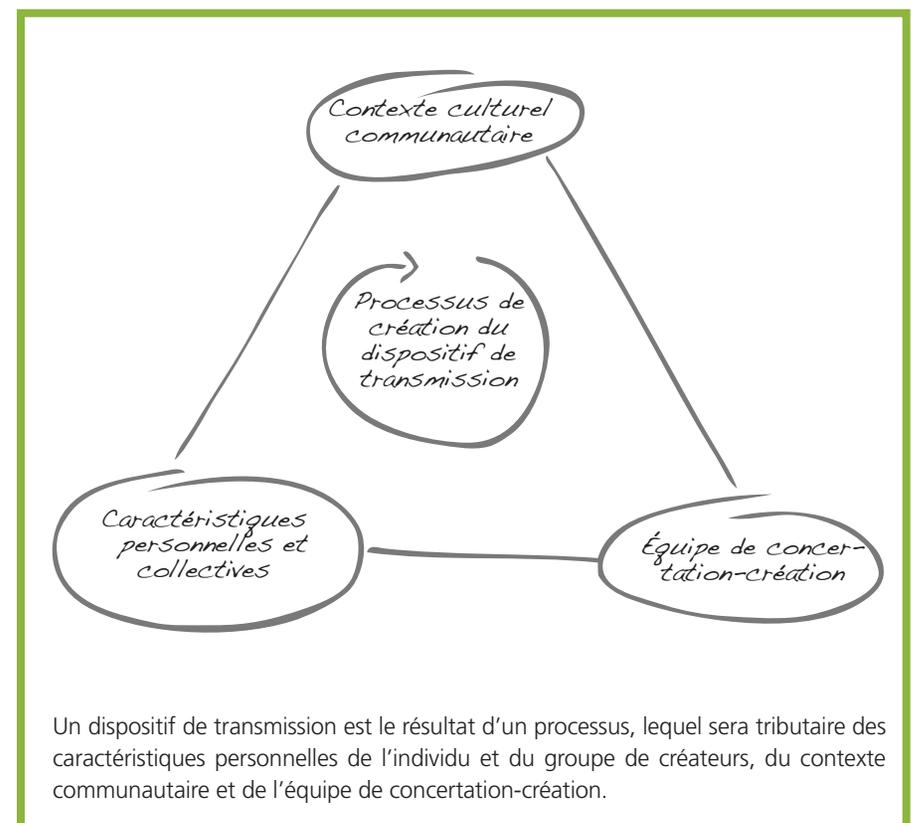 Contexte culturel
communautaire
Processus de
création du
dispositif de
transmission
Caractéristiques
personnelles et
collectives
Équipe de concer-
tation-création
Un dispositif de transmission est le résultat d’un processus, lequel sera tributaire des
caractéristiques personnelles de l’individu et du groupe de créateurs, du contexte
communautaire et de l’équipe de concertation-création.